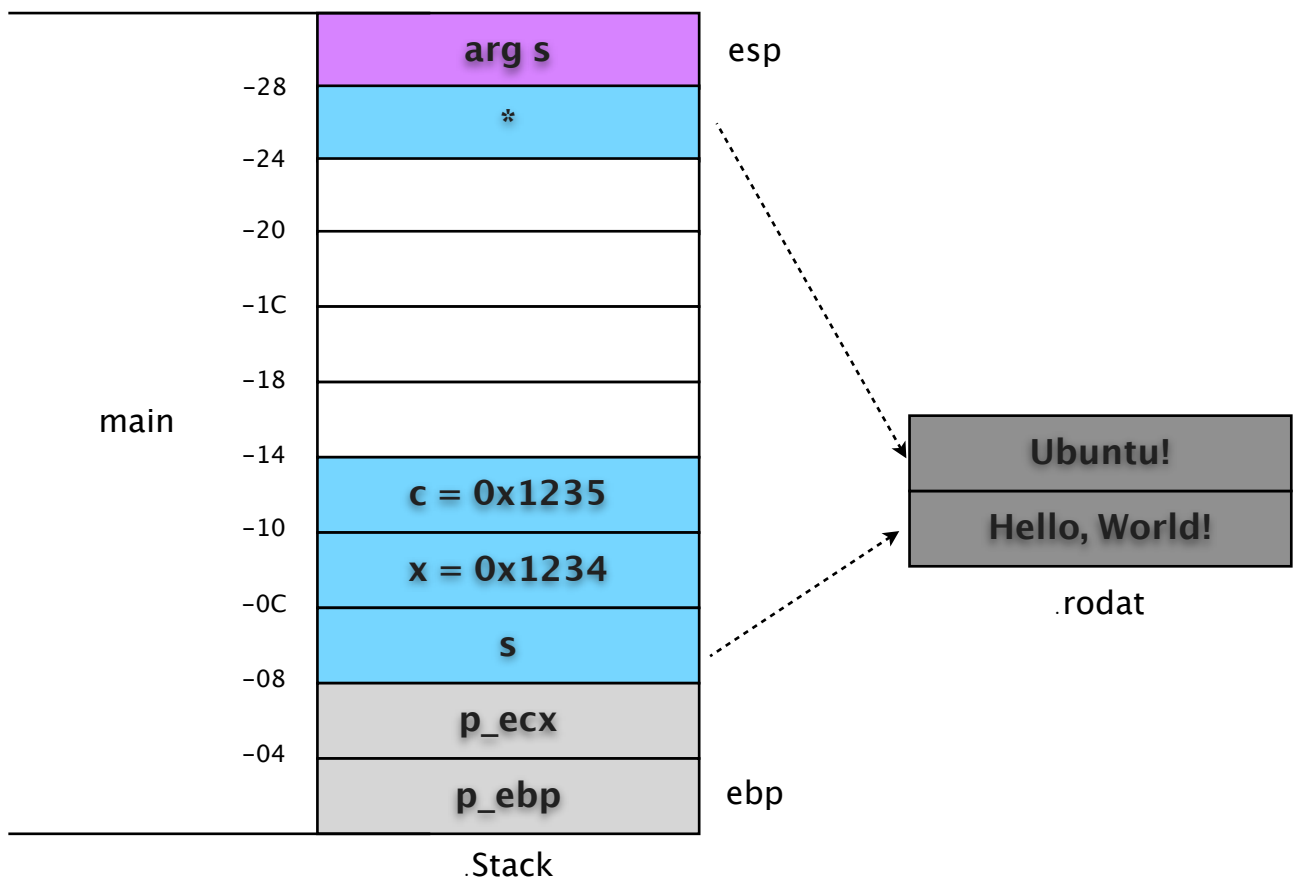 arg s
esp
-28
*
-24
-20
-1C
-18
main
-14
c = 0x1235
-10
x = 0x1234
-0C
s
-08
p_ecx
-04
p_ebp
ebp
.Stack
Ubuntu!
Hello, World!
.rodat